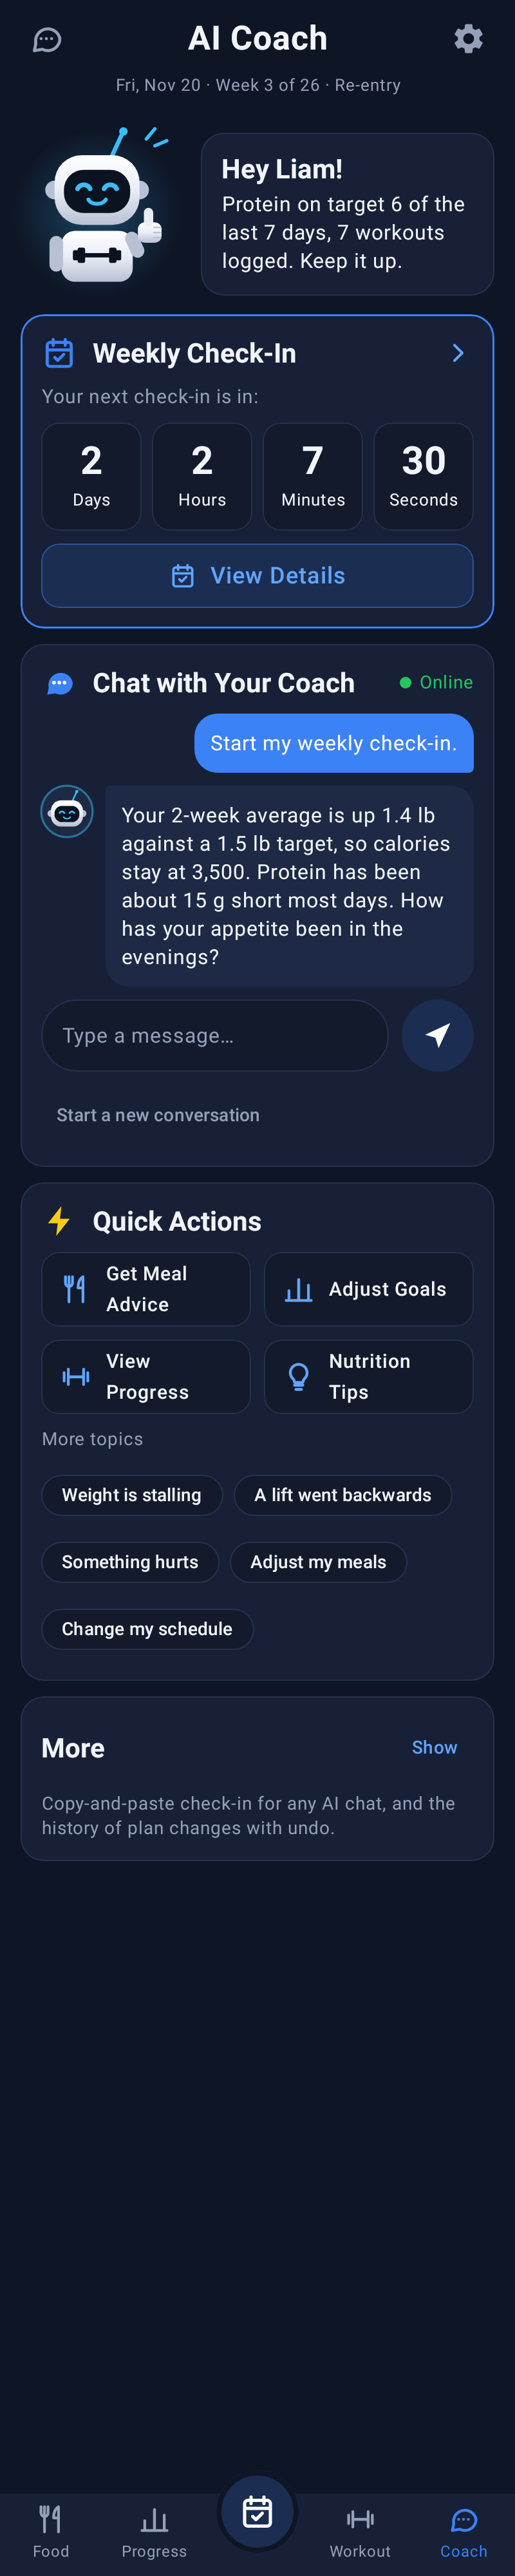 AI Coach
Fri, Nov 20 · Week 3 of 26 · Re-entry
Hey Liam!
Protein on target 6 of the
last 7 days, 7 workouts
logged. Keep it up.
Weekly Check-In
Your next check-in is in:
2 2 7 30
Days Hours Minutes Seconds
View Details
Chat with Your Coach
Online
Start my weekly check-in.
Your 2-week average is up 1.4 lb
against a 1.5 lb target, so calories
stay at 3,500. Protein has been
about 15 g short most days. How
has your appetite been in the
evenings?
Type a message…
Start a new conversation
Quick Actions
Get Meal
Advice
Adjust Goals
View
Progress
Nutrition
Tips
More topics
Weight is stalling
A lift went backwards
Something hurts
Adjust my meals
Change my schedule
More
Show
Copy-and-paste check-in for any AI chat, and the
history of plan changes with undo.
Food Progress Workout Coach